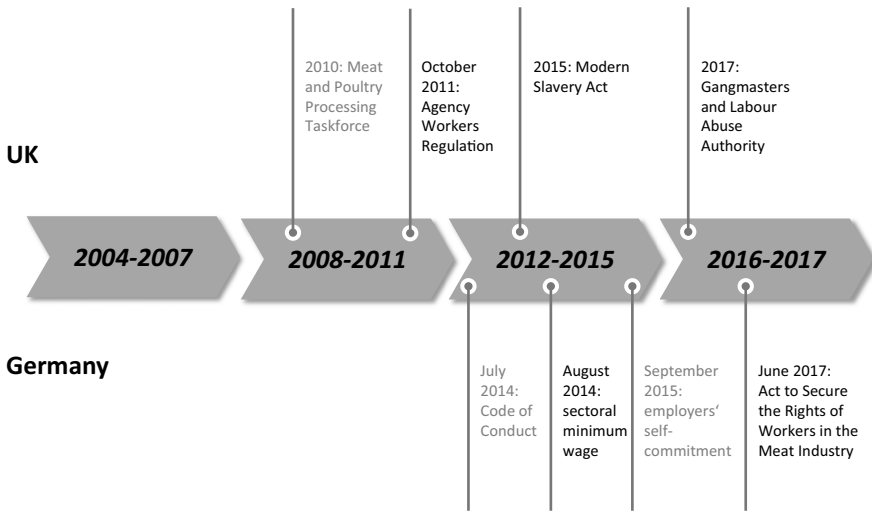 2010: Meat
and Poultry
Processing
Taskforce
October
2011:
Agency
Workers
Regulation
2015: Modern
Slavery Act
2017:
Gangmasters
and Labour
Abuse
Authority
UK
2004-2007
2008-2011
2012-2015
2016-2017
Germany
July
2014:
Code of
Conduct
August
2014:
sectoral
minimum
wage
September
2015:
employers‘
self-
commitment
June 2017:
Act to Secure
the Rights of
Workers in the
Meat Industry